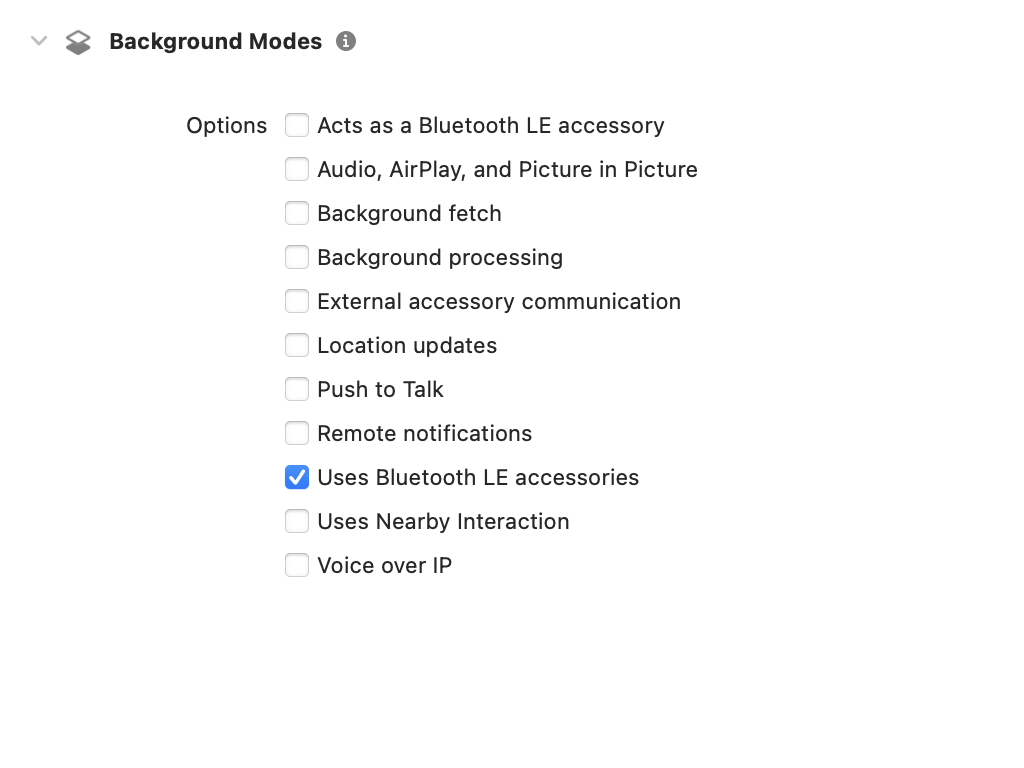 Background Modes
Options
Acts as a Bluetooth LE accessory
Audio, AirPlay, and Picture in Picture
Background fetch
Background processing
External accessory communication
Location updates
Push to Talk
Remote notifications
Uses Bluetooth LE accessories
Uses Nearby Interaction
Voice over IP